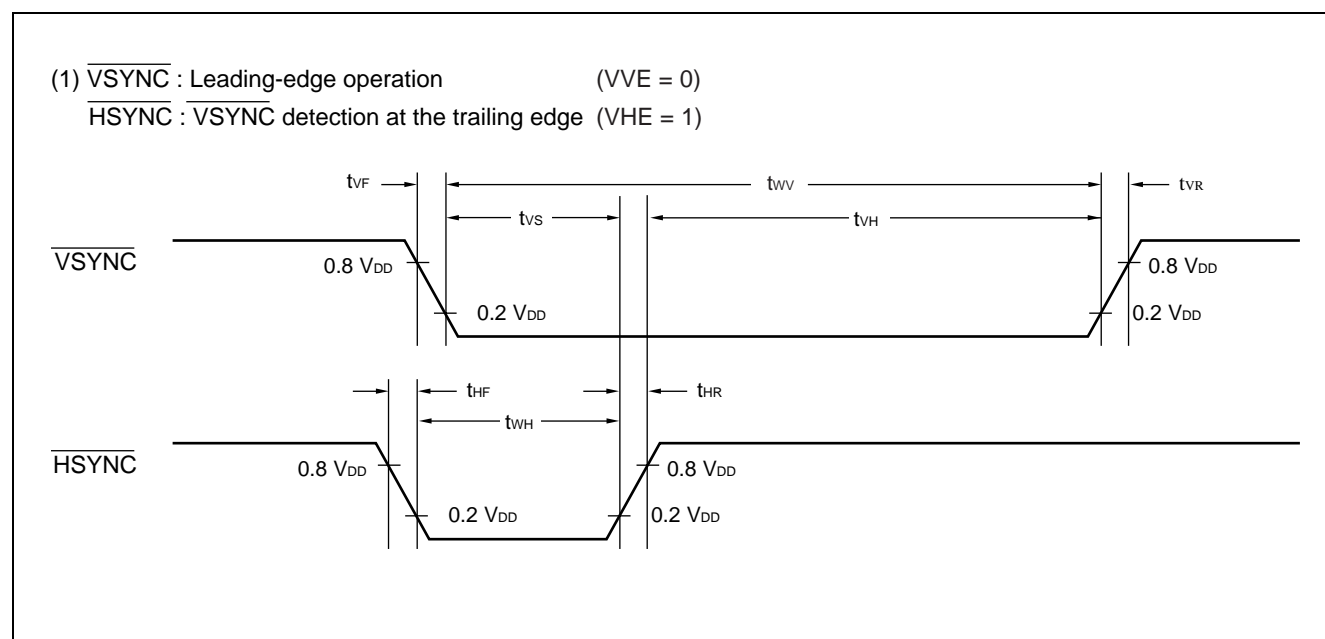 (1) VSYNC : Leading-edge operation (VVE = 0)
HSYNC : VSYNC detection at the trailing edge (VHE = 1)
tVF tWV tVR
tVS tVH
VSYNC
0.8 VDD 0.8 VDD
0.2 VDD 0.2 VDD
tHF tHR
tWH
HSYNC
0.8 VDD 0.8 VDD
0.2 VDD 0.2 VDD